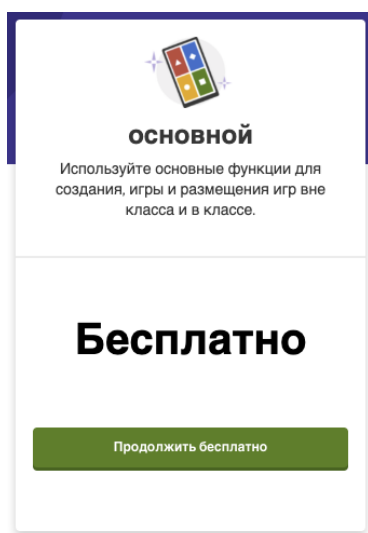 основной
Используйте основные функции для
создания, игры и размещения игр вне
класса и в классе.
Бесплатно
Продолжить бесплатно